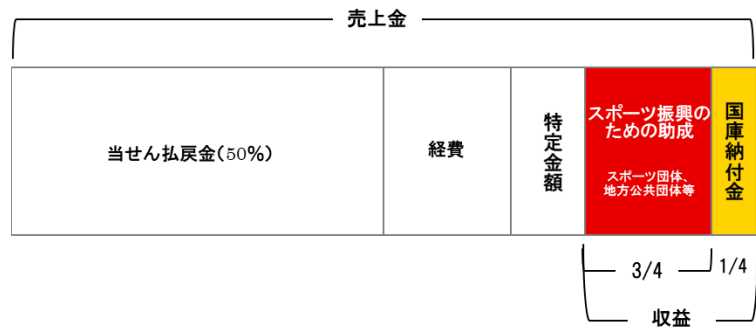 売上金
当せん払戻金(50%)
経費
特定金額
スポーツ振興の
ための助成
スポーツ団体、
地方公共団体等
国庫納付金
3/4
1/4
収益